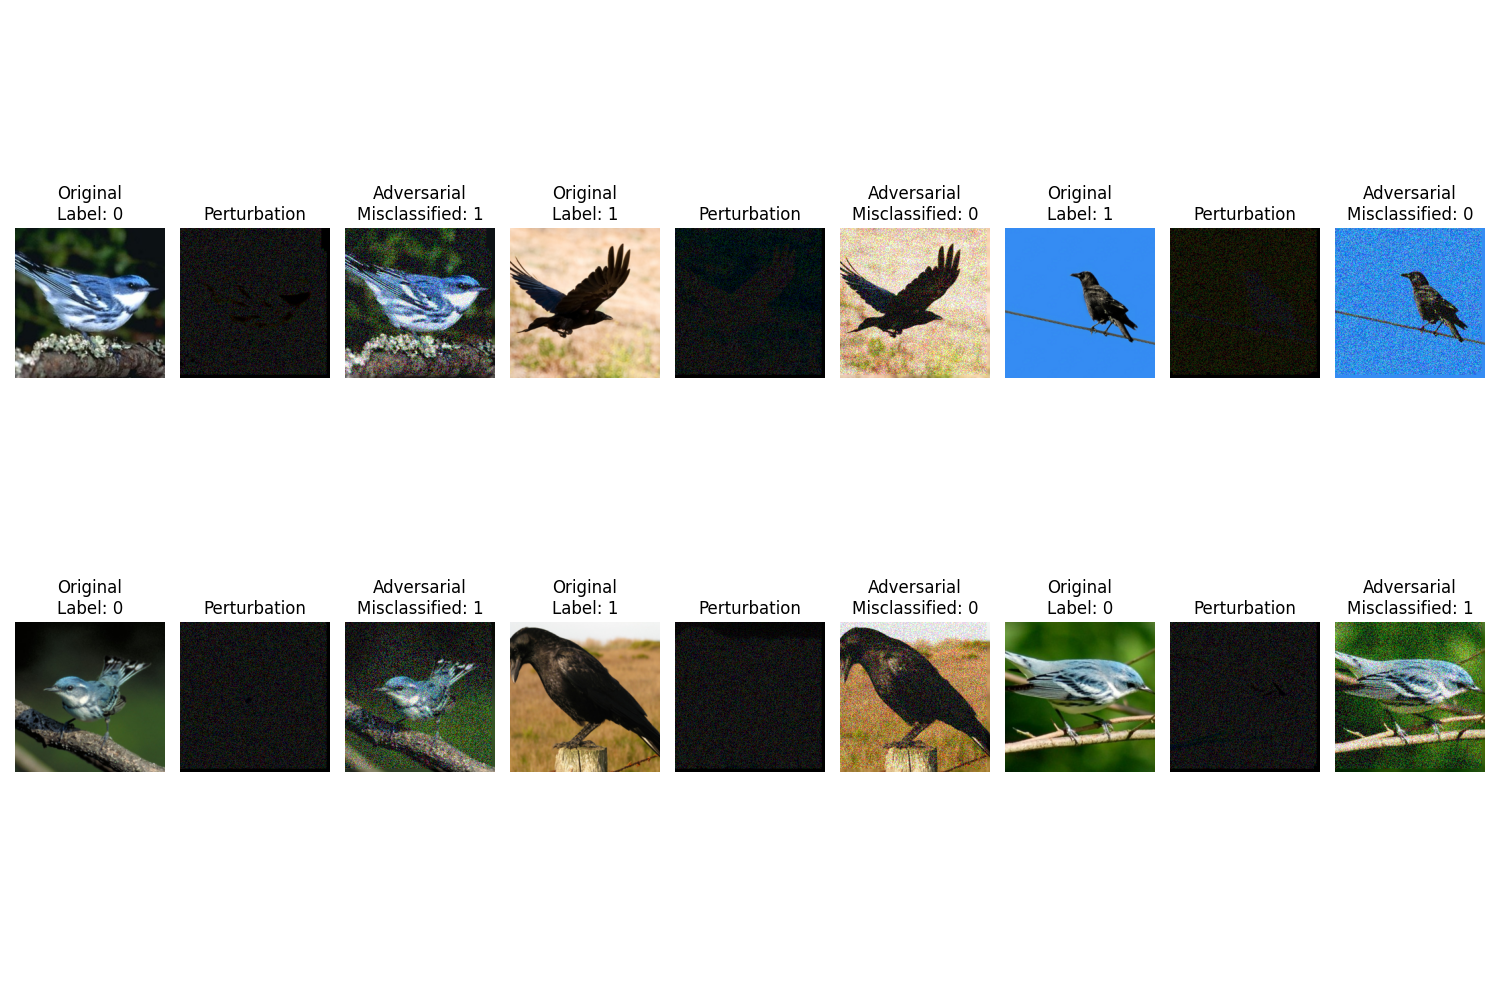 Original
Label: 0
Perturbation
Adversarial
Misclassified: 1
Original
Label: 1
Perturbation
Adversarial
Misclassified: 0
Original
Label: 1
Perturbation
Adversarial
Misclassified: 0
Original
Label: 0
Perturbation
Adversarial
Misclassified: 1
Original
Label: 1
Perturbation
Adversarial
Misclassified: 0
Original
Label: 0
Perturbation
Adversarial
Misclassified: 1